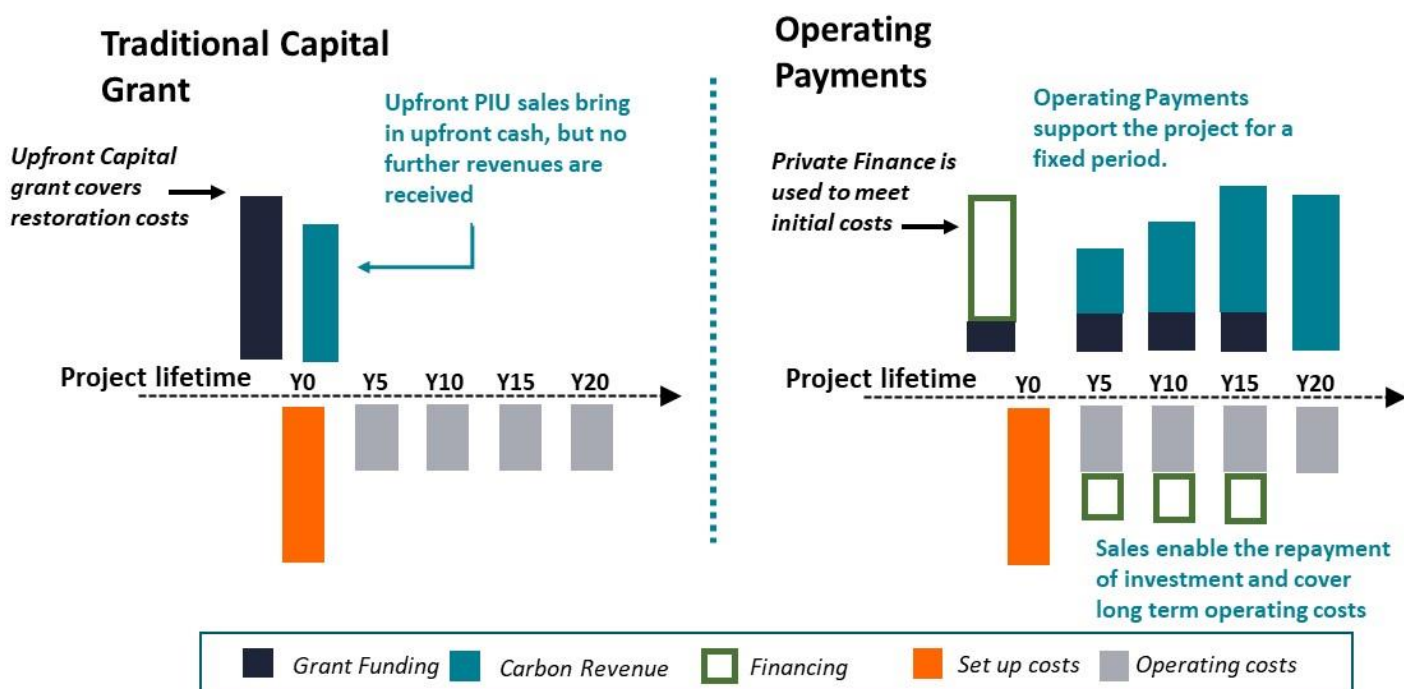 Traditional Capital
Grant
Upfront Capital
grant covers
restoration costs
Upfront PIU sales bring
in upfront cash, but no
further revenues are
received
Project lifetime
Y0
Y5
Y10
Y15
Y20
Operating
Payments
Private Finance is
used to meet
initial costs
Operating Payments
support the project for a
fixed period.
Project lifetime
Y0
Y5
Y10
Y15
Y20
Sales enable the repayment
of investment and cover
long term operating costs
Grant Funding
Carbon Revenue
Financing
Set up costs
Operating costs